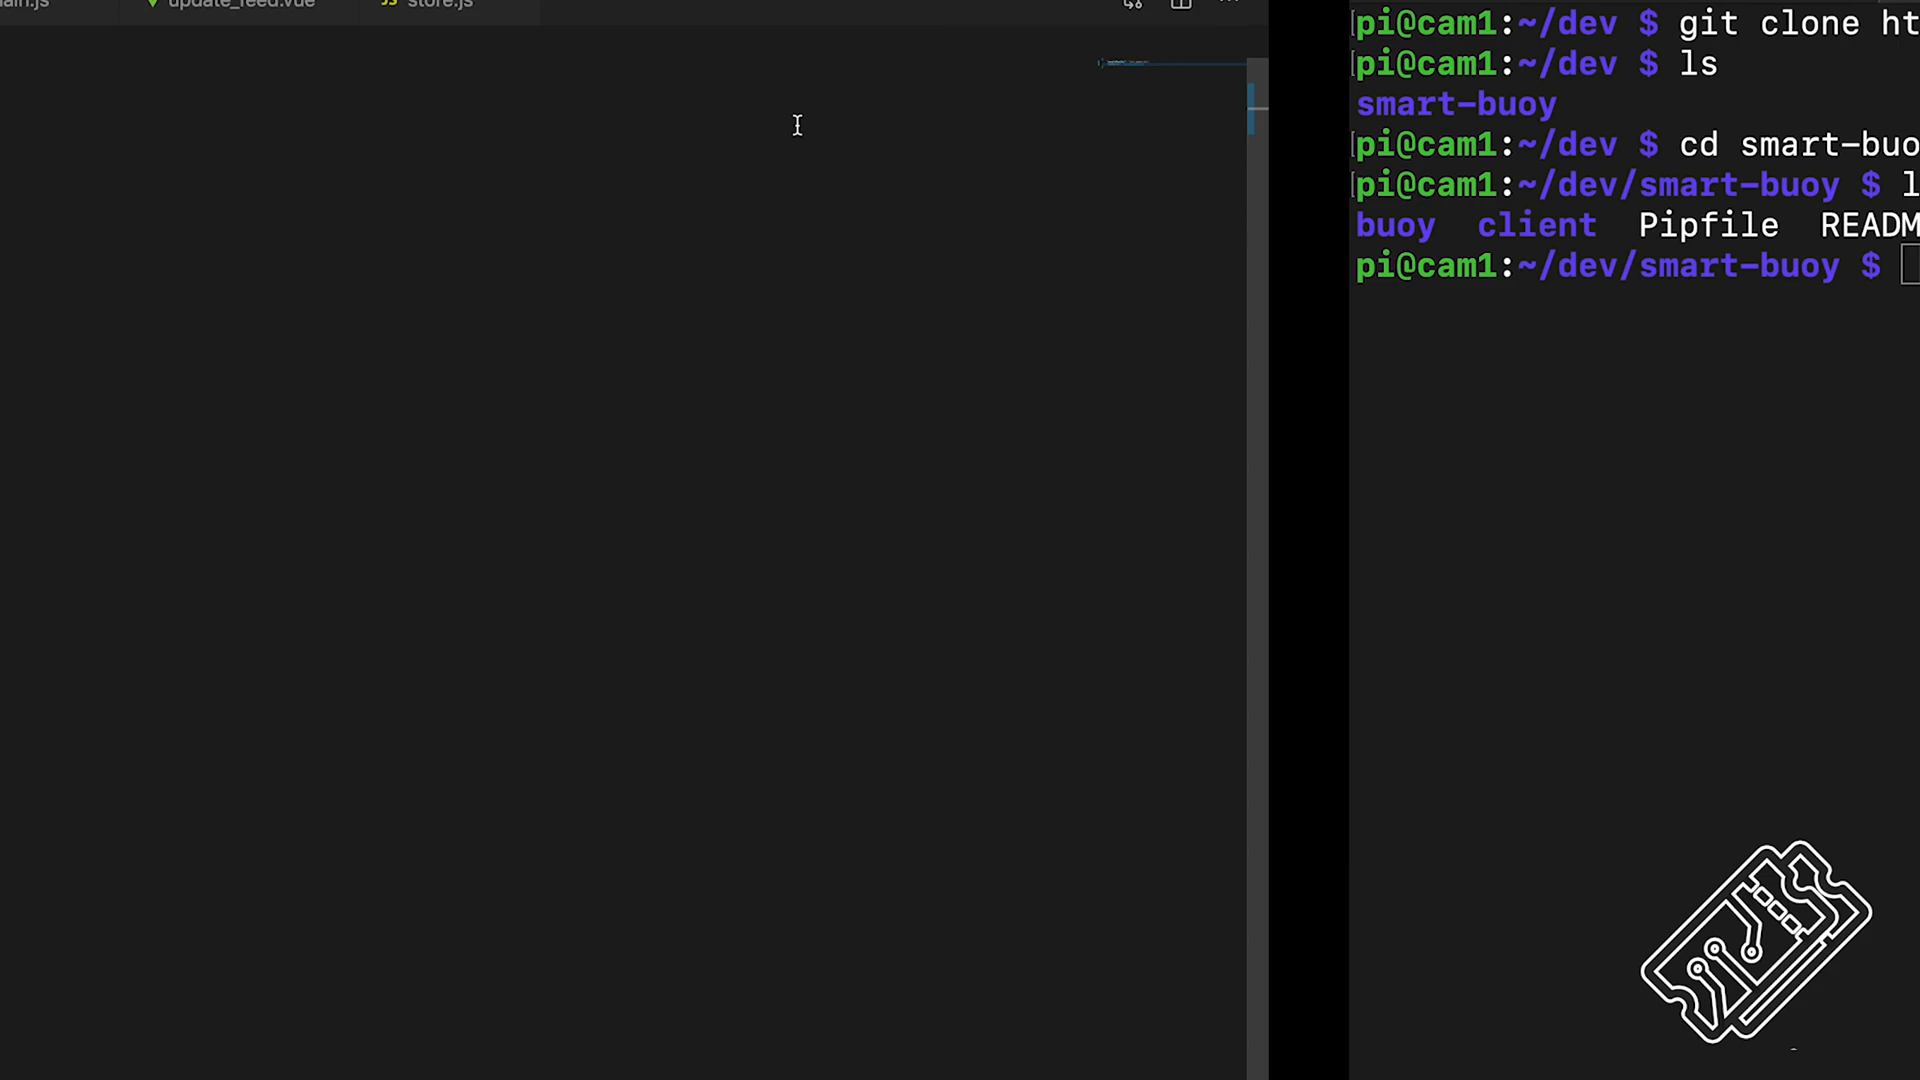 update_feed.vue
JS store.js
pi@cam1:~/dev $ git clone ht
pi@cam1:~/dev $ ls
smart-buoy
pi@cam1:~/dev $ cd smart-buo
pi@cam1:~/dev/smart-buoy $ l
buoy client Pipfile READM
pi@cam1:~/dev/smart-buoy $